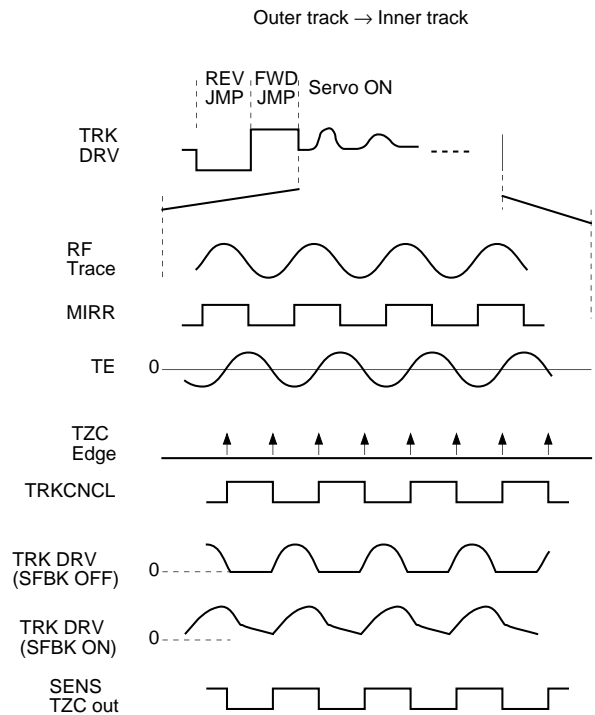 Outer track → Inner track
REV FWD
JMP JMP
Servo ON
TRK
DRV
RF
Trace
MIRR
TE 0
TZC
Edge
TRKCNCL
TRK DRV
(SFBK OFF)
0
TRK DRV
(SFBK ON)
0
SENS
TZC out